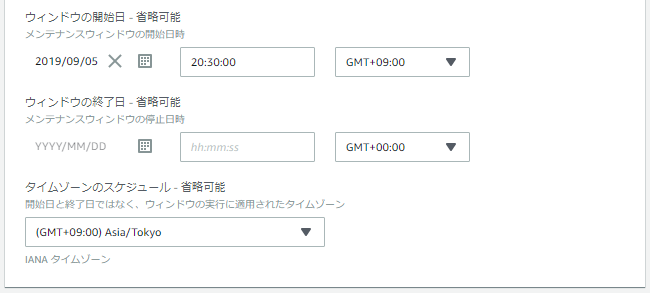 ウィンドウの開始日 - 省略可能
メンテナンスウィンドウの開始日時
2019/09/05 20:30:00 GMT+09:00
ウィンドウの終了日 - 省略可能
メンテナンスウィンドウの停止日時
YYYY/MM/DD hh:mm:ss GMT+00:00
タイムゾーンのスケジュール - 省略可能
開始日と終了日ではなく、ウィンドウの実行に適用されたタイムゾーン
(GMT+09:00) Asia/Tokyo
IANA タイムゾーン